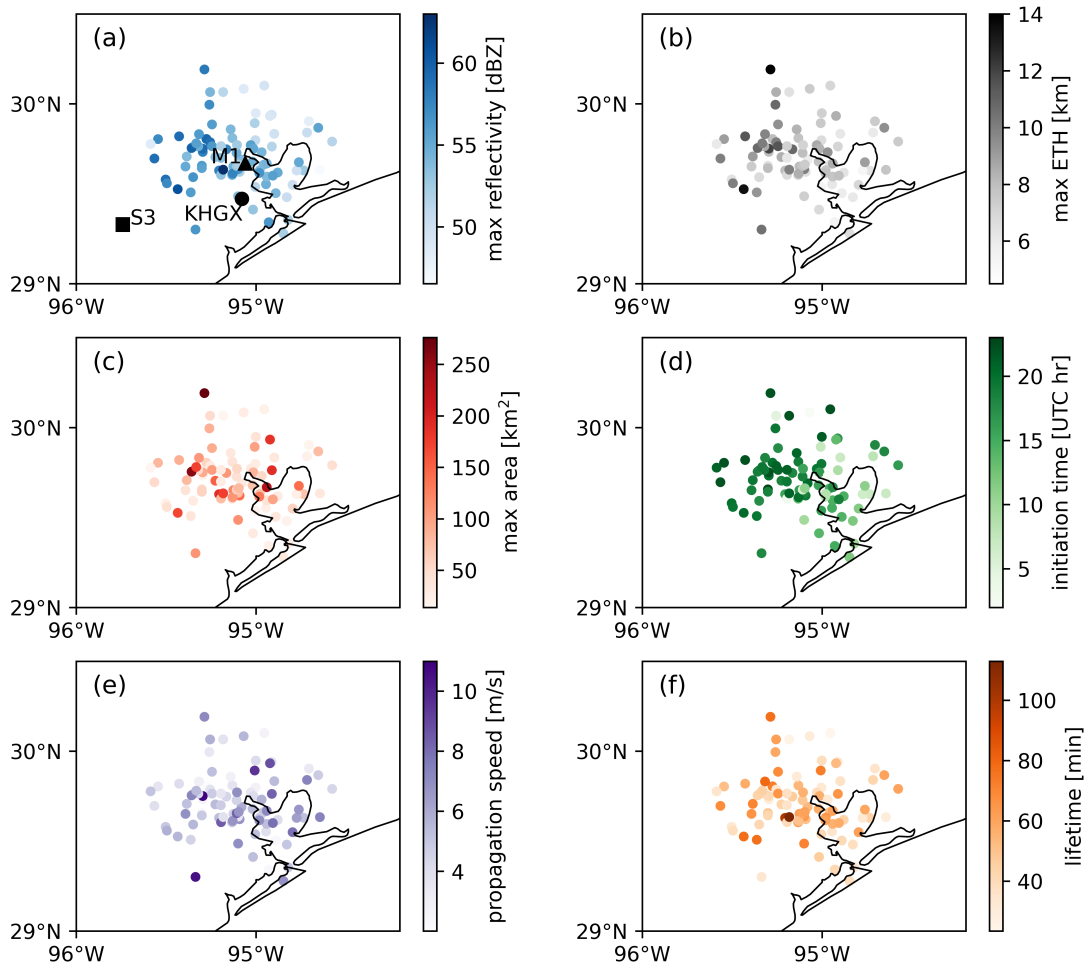 (a)
30°N
29°N
96°W
95°W
M1
KHGX
S3
60
55
50
max reflectivity [dBZ]
(b)
30°N
29°N
96°W
95°W
14
12
10
8
6
max ETH [km]
(c)
30°N
29°N
96°W
95°W
250
200
150
100
50
max area [km²]
(d)
30°N
29°N
96°W
95°W
20
15
10
5
initiation time [UTC hr]
(e)
30°N
29°N
96°W
95°W
10
8
6
4
propagation speed [m/s]
(f)
30°N
29°N
96°W
95°W
100
80
60
40
lifetime [min]